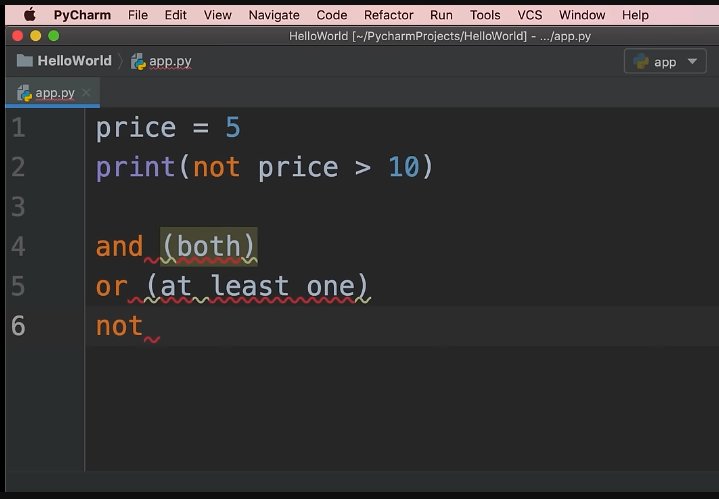 PyCharm File Edit View Navigate Code Refactor Run Tools VCS Window Help
HelloWorld [~/PycharmProjects/HelloWorld] - .../app.py
HelloWorld app.py app
app.py
1 price = 5
2 print(not price > 10)
3
4 and (both)
5 or (at least one)
6 not